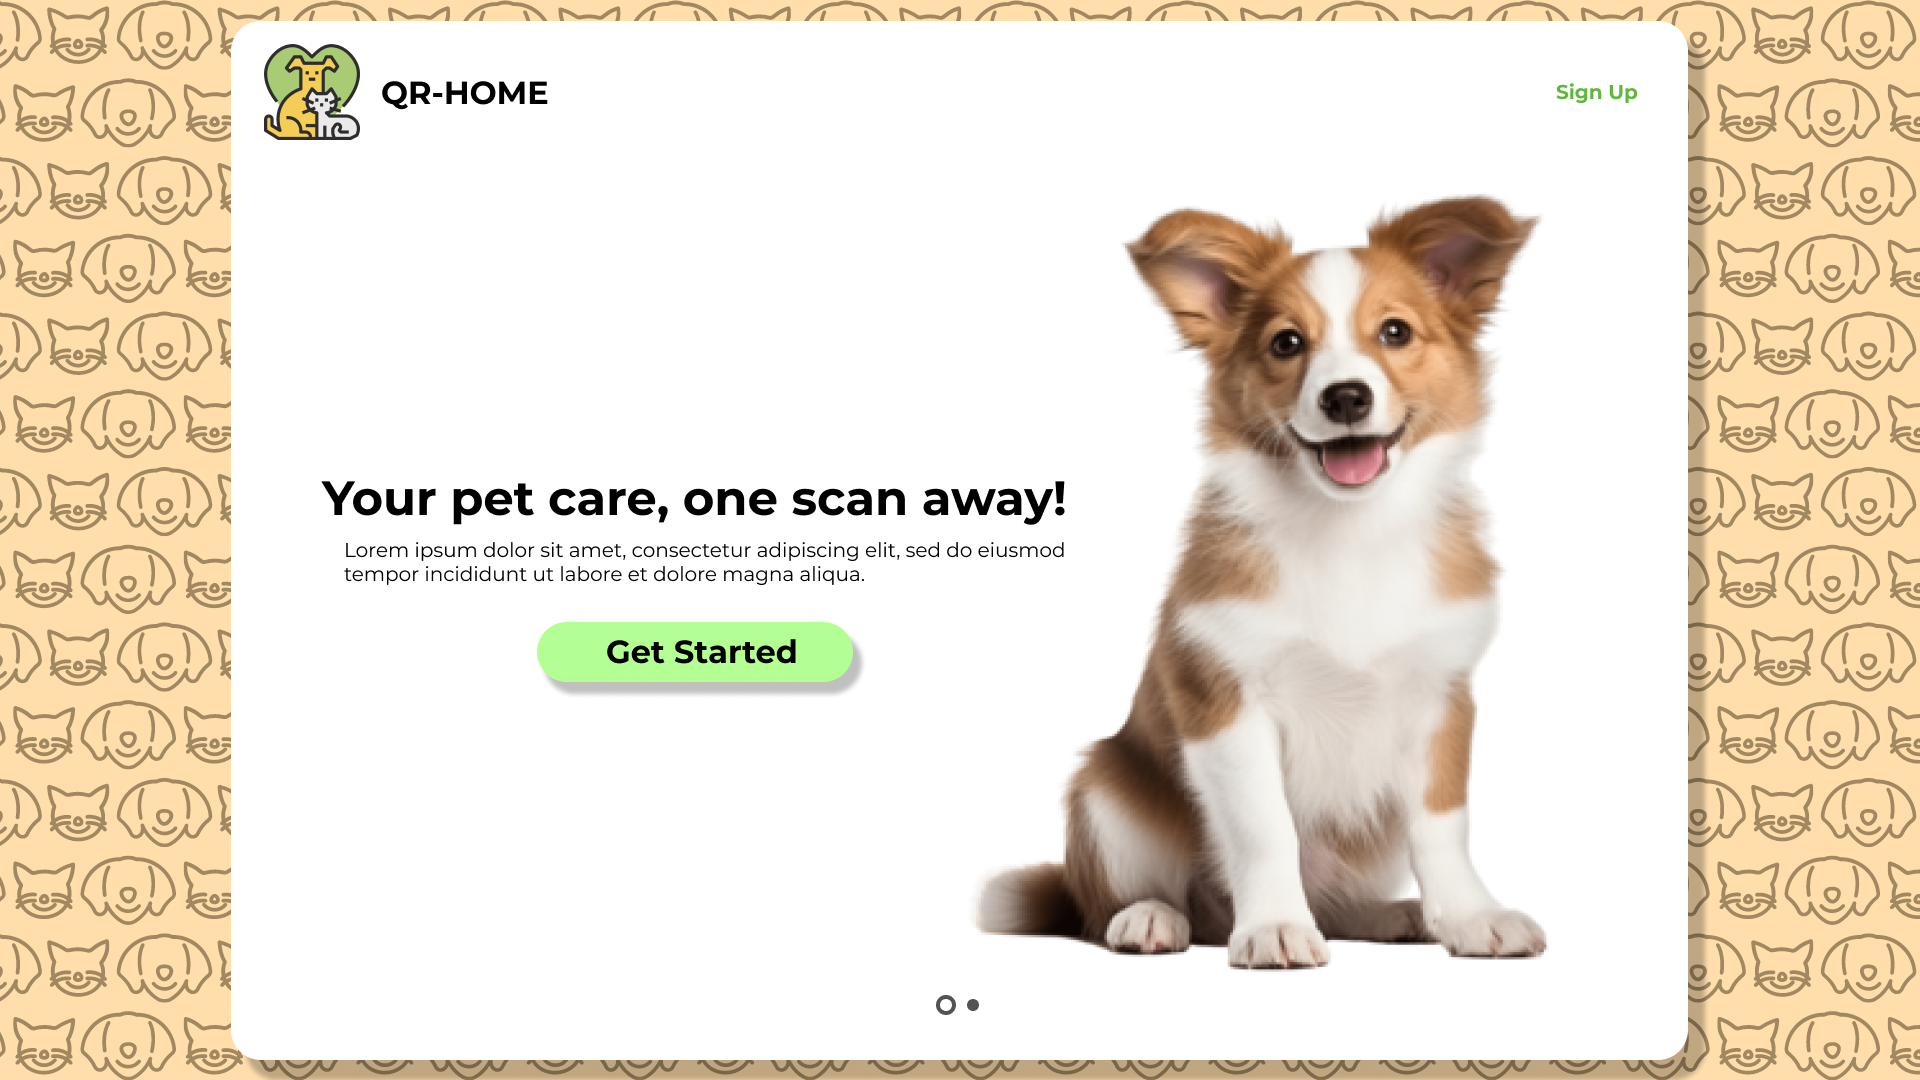 QR-HOME
Sign Up
Your pet care, one scan away!
Lorem ipsum dolor sit amet, consectetur adipiscing elit, sed do eiusmod
tempor incididunt ut labore et dolore magna aliqua.
Get Started